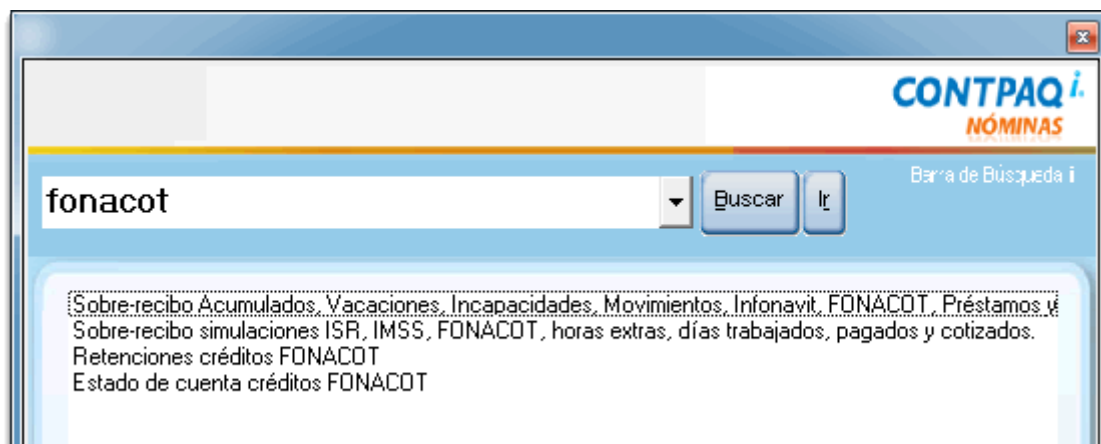 x
CONTPAQ i.
NÓMINAS
Barra de Búsqueda i
fonacot
Buscar
Ir
Sobre-recibo Acumulados, Vacaciones, Incapacidades, Movimientos, Infonavit, FONACOT, Préstamos y
Sobre-recibo simulaciones ISR, IMSS, FONACOT, horas extras, días trabajados, pagados y cotizados.
Retenciones créditos FONACOT
Estado de cuenta créditos FONACOT